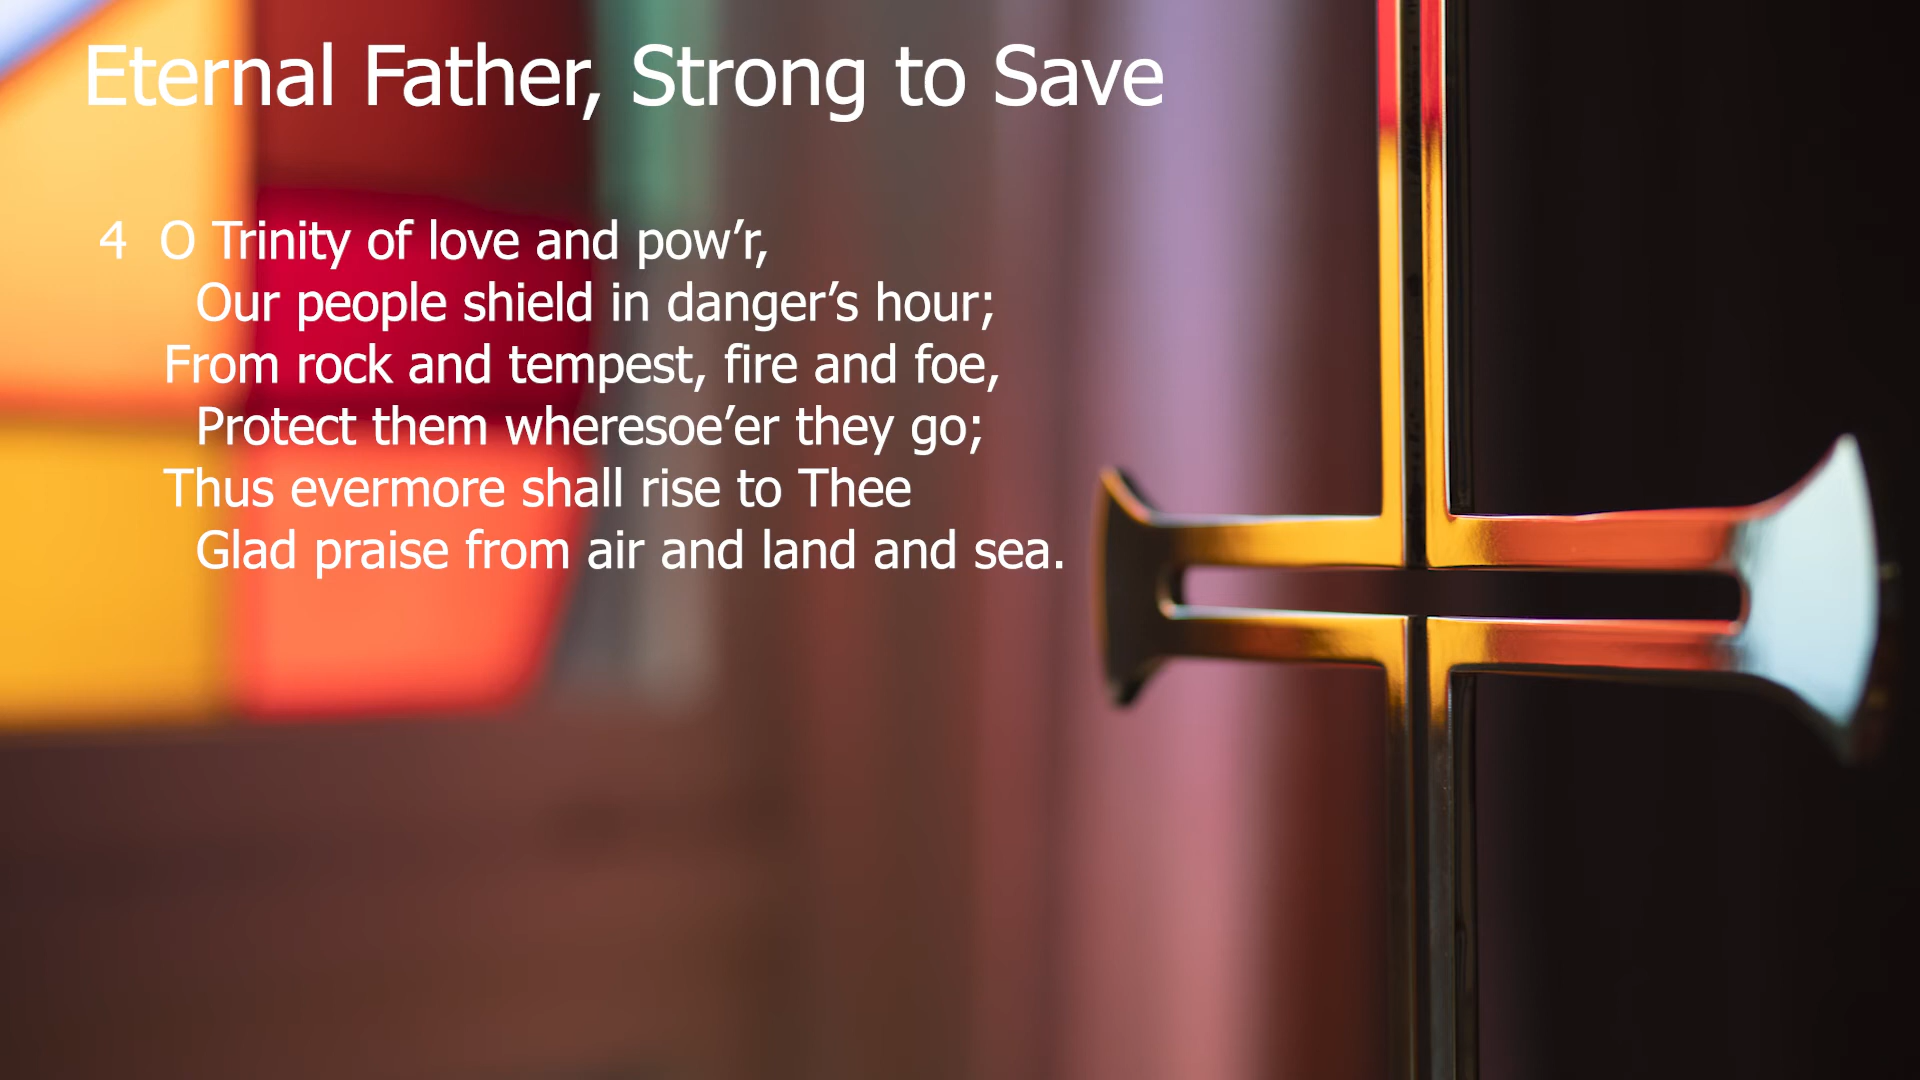 Eternal Father, Strong to Save
4 O Trinity of love and pow’r,
Our people shield in danger’s hour;
From rock and tempest, fire and foe,
Protect them wheresoe’er they go;
Thus evermore shall rise to Thee
Glad praise from air and land and sea.